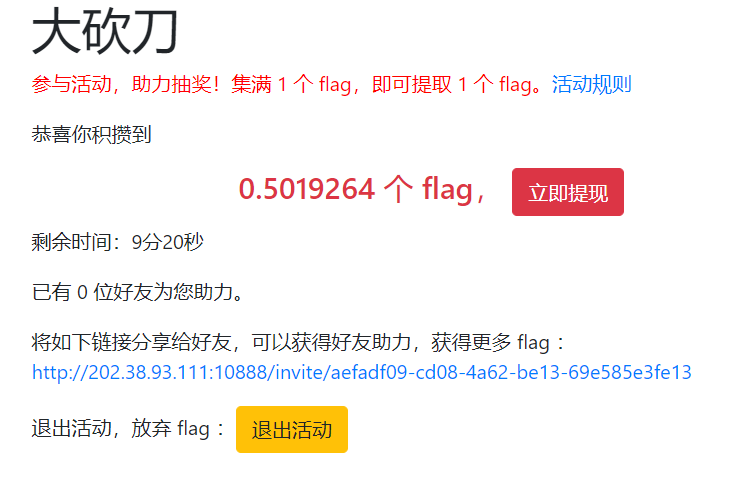 大砍刀
参与活动，助力抽奖！集满 1 个 flag，即可提取 1 个 flag。活动规则
恭喜你积攒到
0.5019264 个 flag， 立即提现
剩余时间：9分20秒
已有 0 位好友为您助力。
将如下链接分享给好友，可以获得好友助力，获得更多 flag ：
http://202.38.93.111:10888/invite/aefadf09-cd08-4a62-be13-69e585e3fe13
退出活动，放弃 flag ： 退出活动